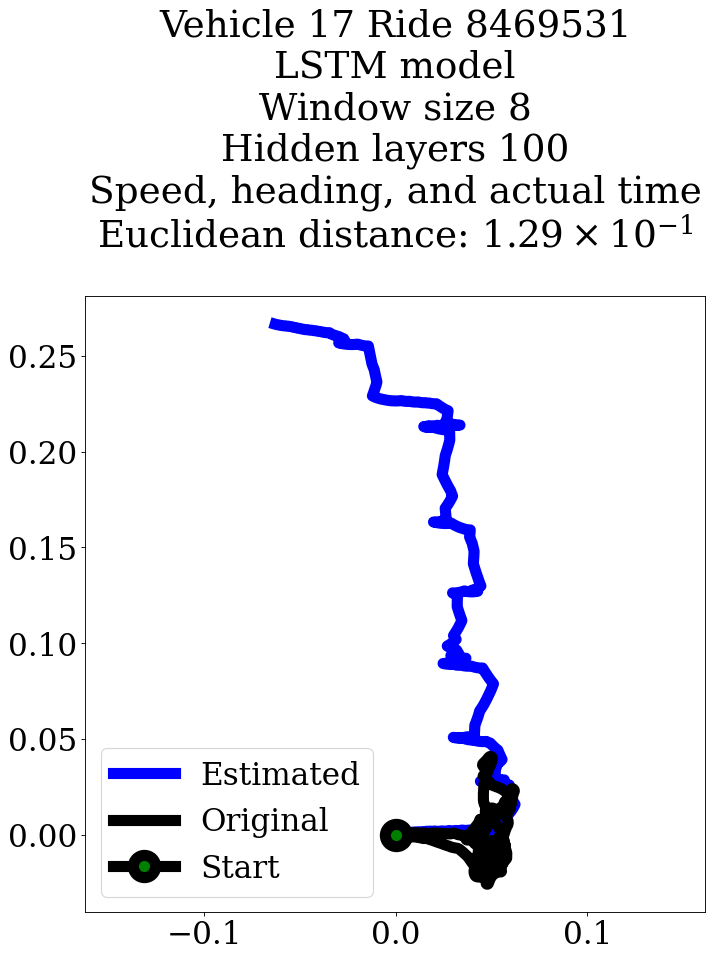 Vehicle 17 Ride 8469531
LSTM model
Window size 8
Hidden layers 100
Speed, heading, and actual time
Euclidean distance: 1.29 × 10⁻¹
0.25
0.20
0.15
0.10
0.05
0.00
Estimated
Original
Start
−0.1
0.0
0.1